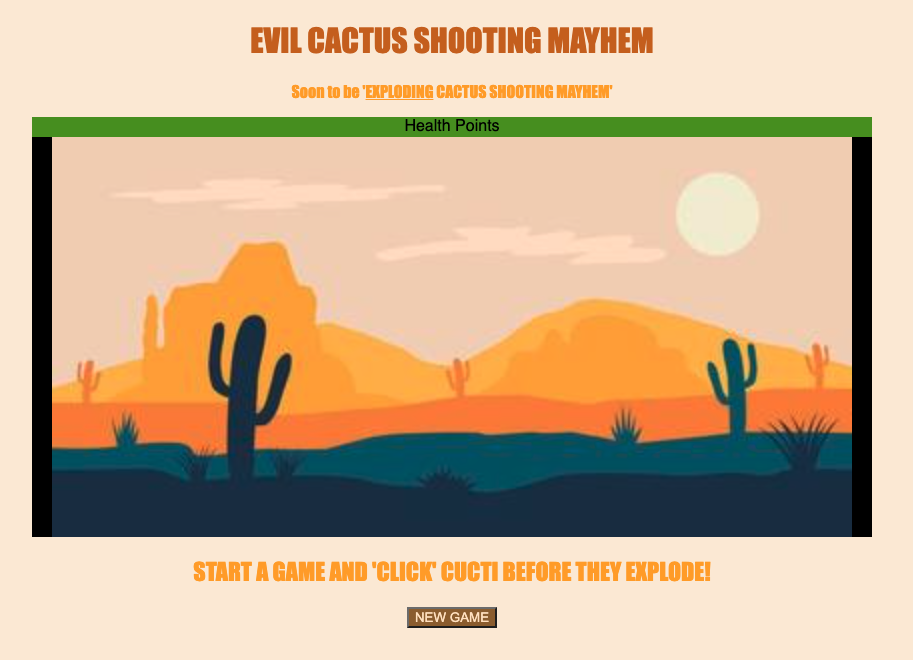 EVIL CACTUS SHOOTING MAYHEM
Soon to be 'EXPLODING CACTUS SHOOTING MAYHEM'
Health Points
START A GAME AND 'CLICK' CUCTI BEFORE THEY EXPLODE!
NEW GAME